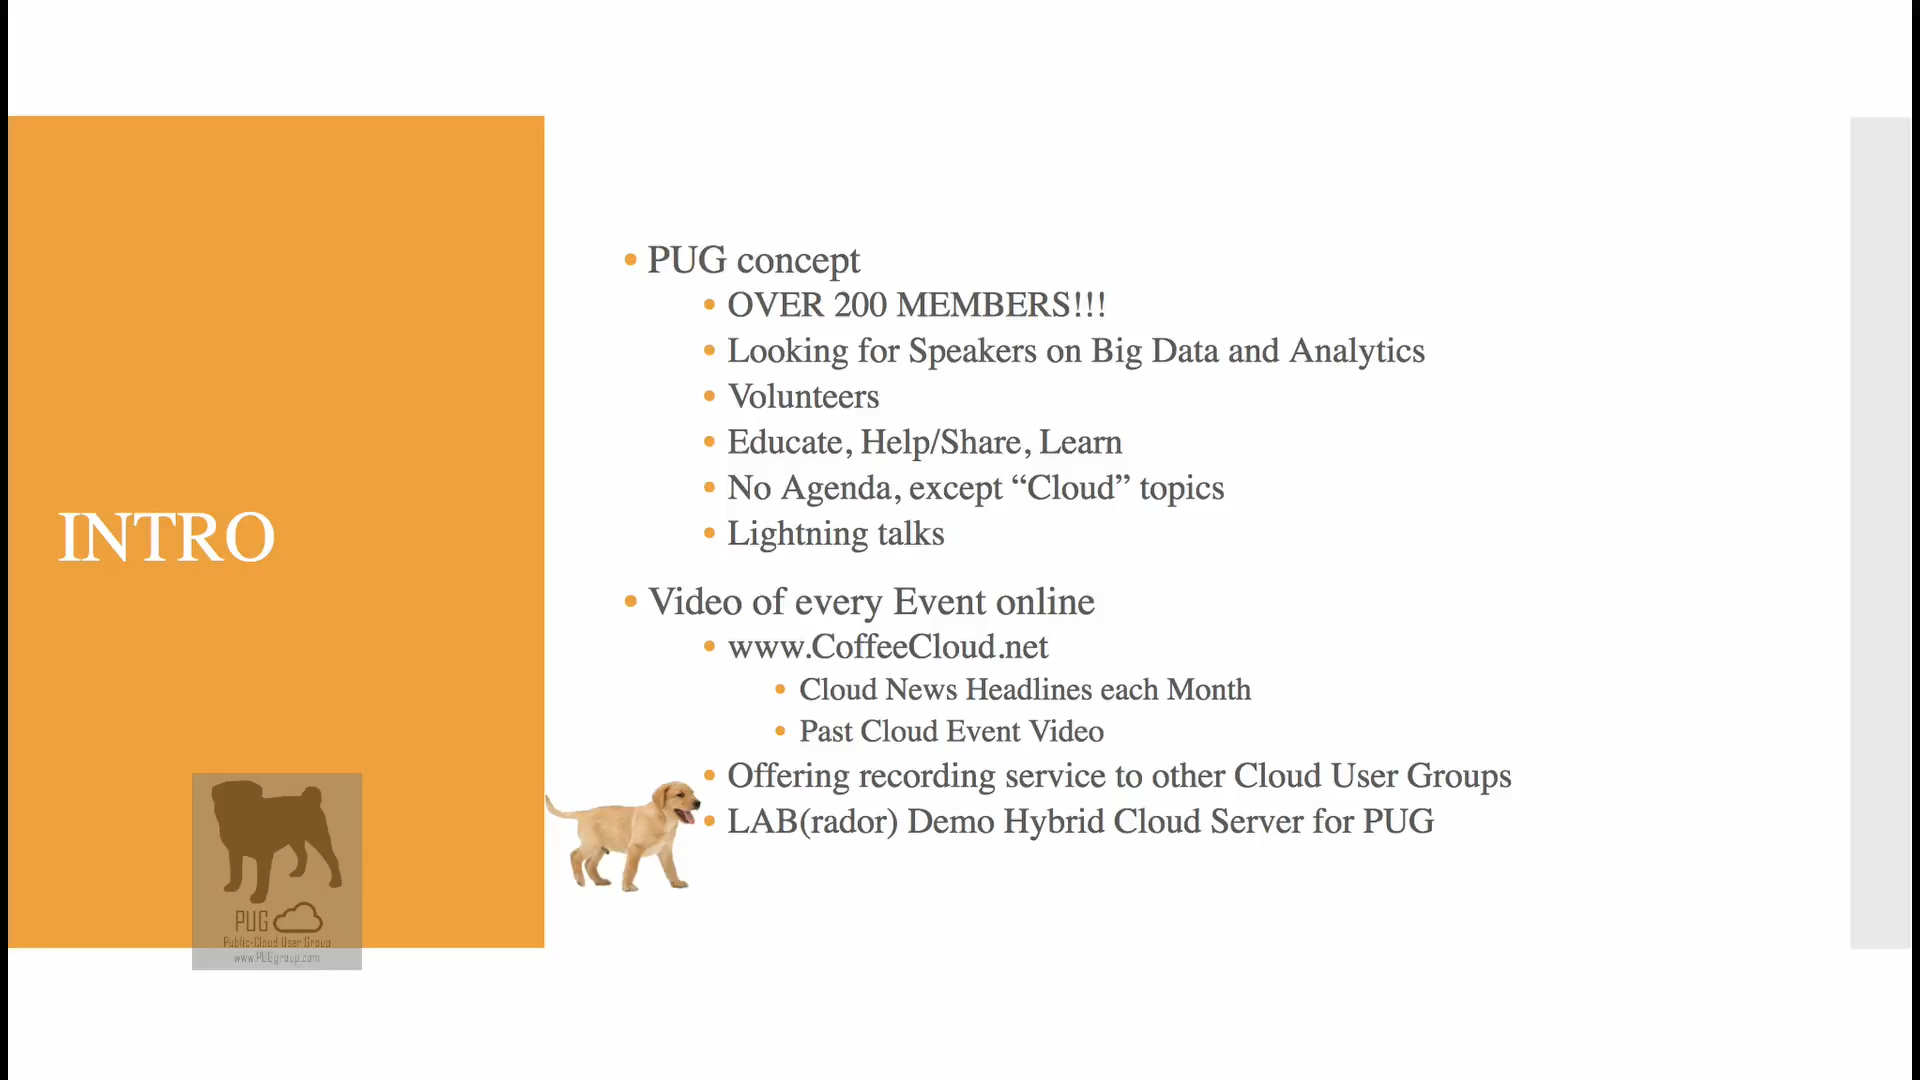 INTRO
PUG concept
OVER 200 MEMBERS!!!
Looking for Speakers on Big Data and Analytics
Volunteers
Educate, Help/Share, Learn
No Agenda, except “Cloud” topics
Lightning talks
Video of every Event online
www.CoffeeCloud.net
Cloud News Headlines each Month
Past Cloud Event Video
Offering recording service to other Cloud User Groups
LAB(rador) Demo Hybrid Cloud Server for PUG
PUG
Public-Cloud User Group
www.PUGgroup.com